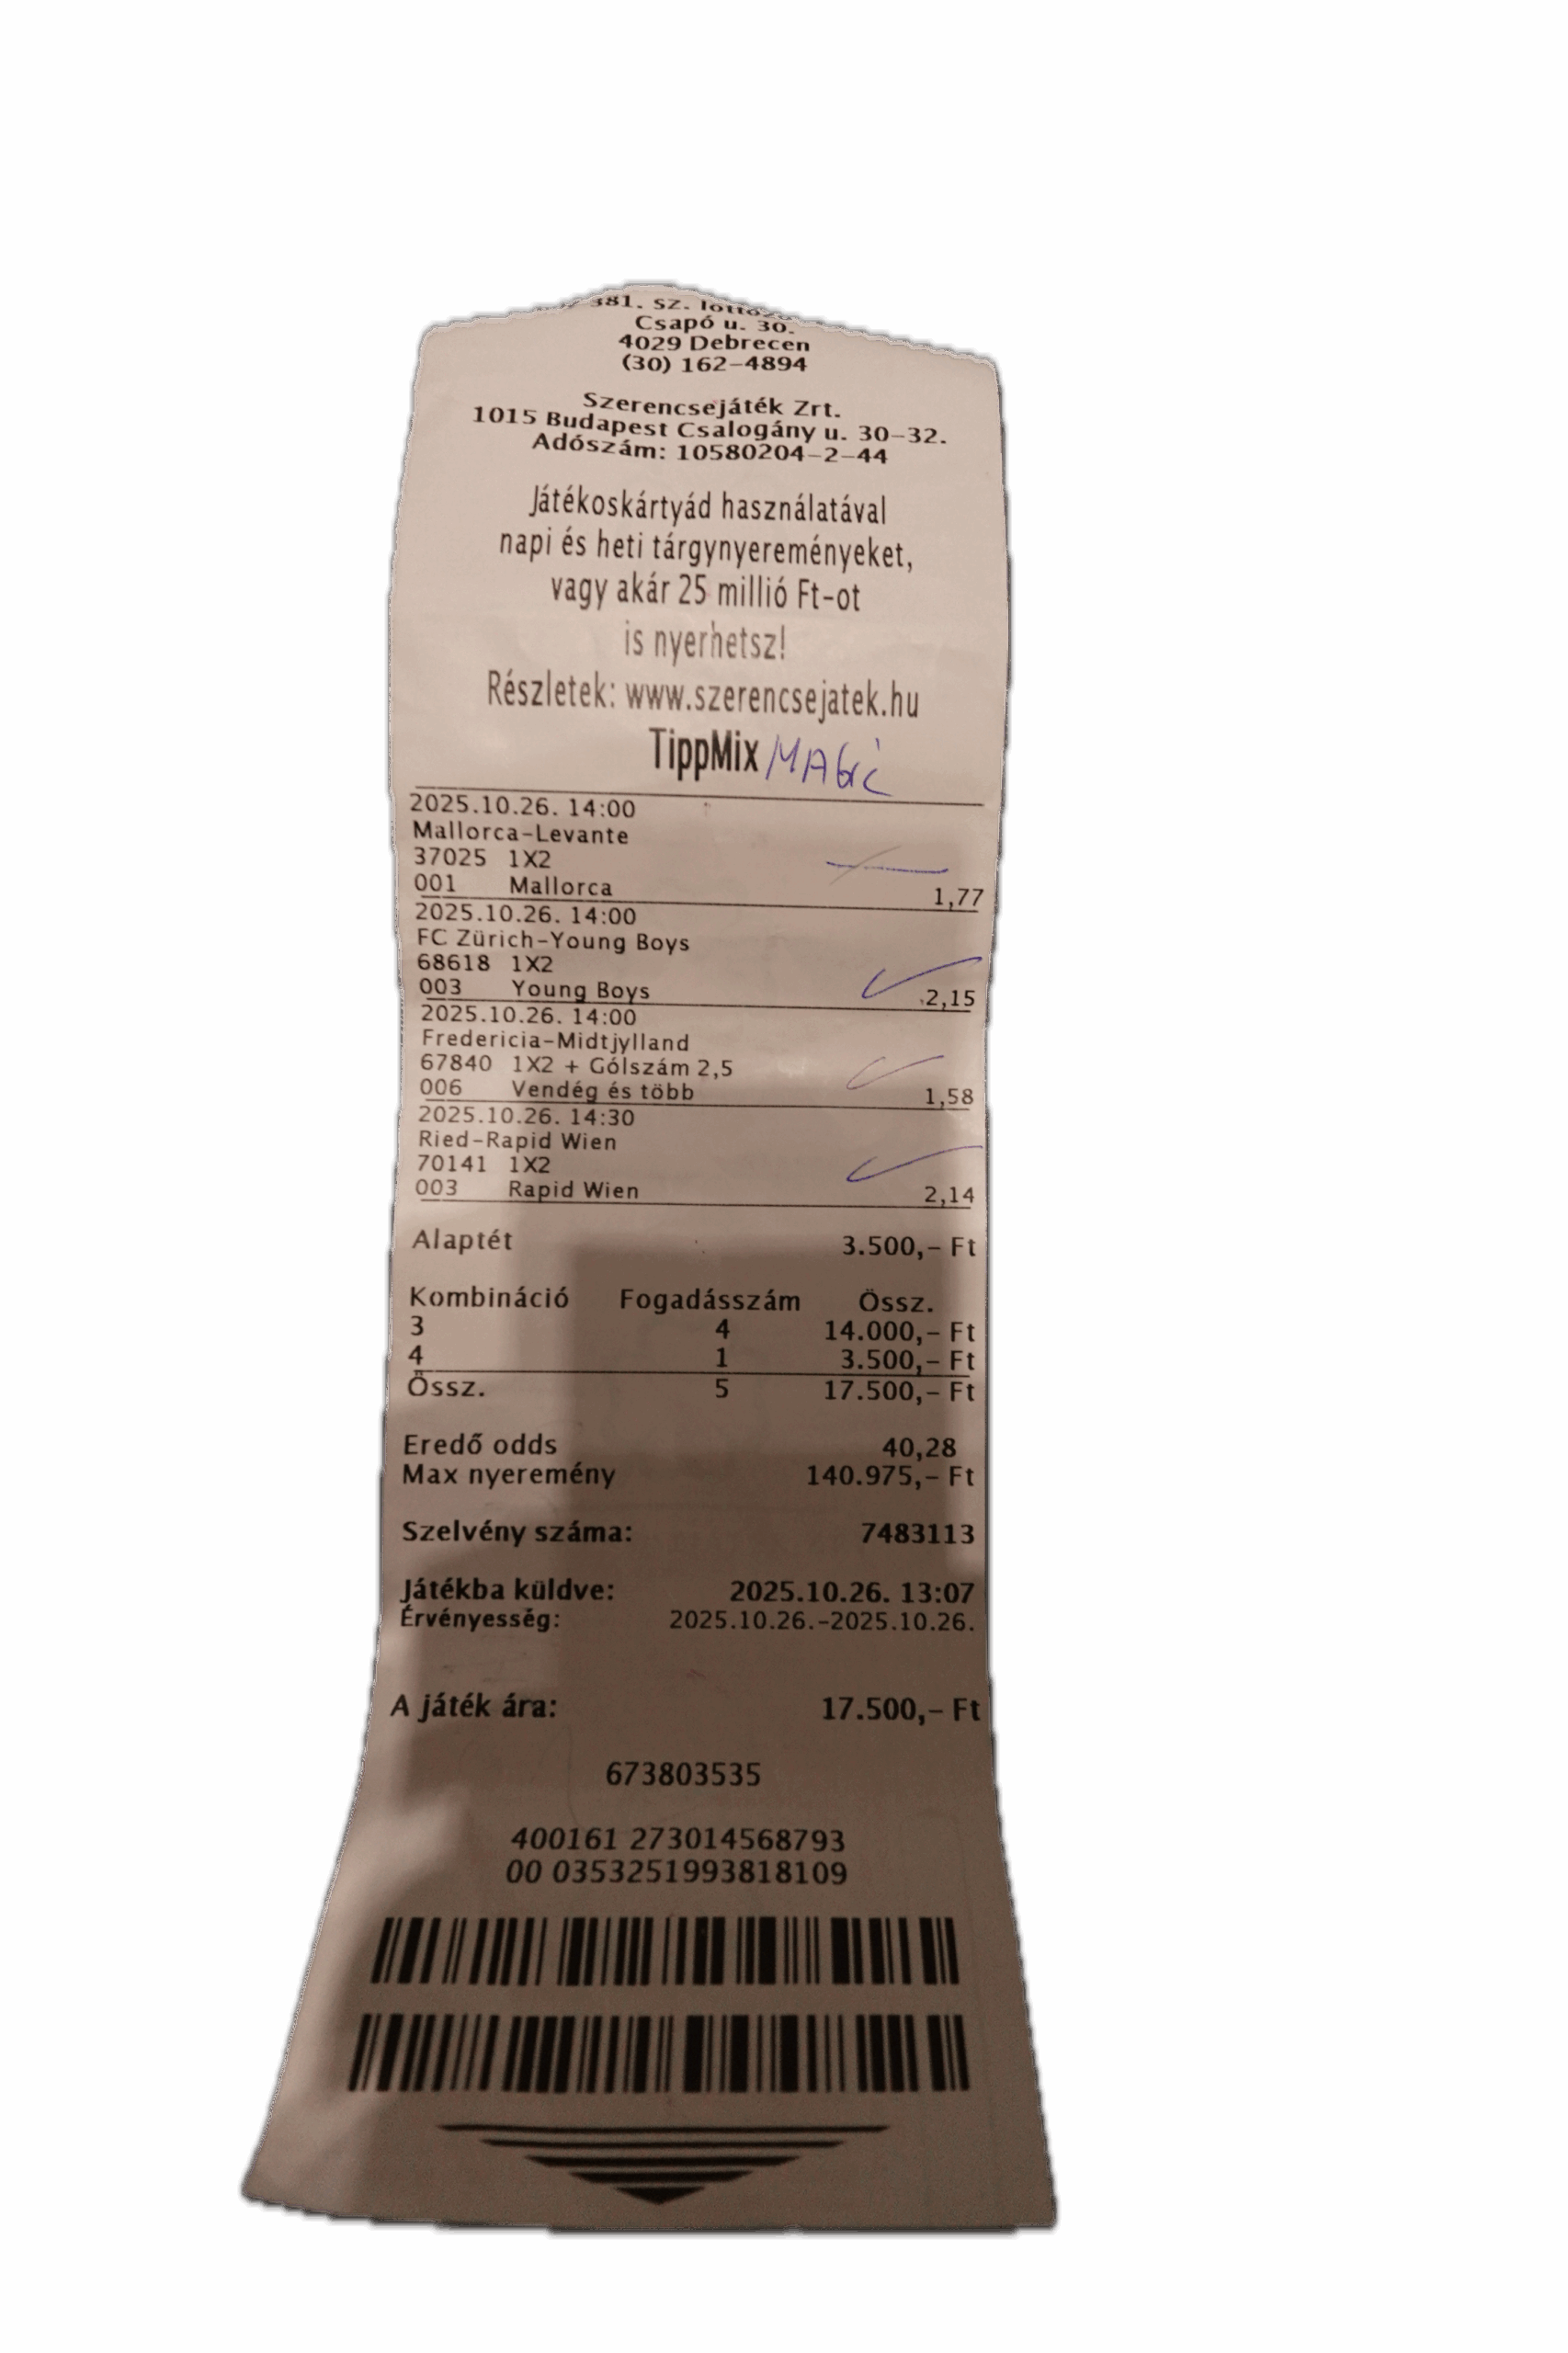 381. sz. lottózó
Csapó u. 30.
4029 Debrecen
(30) 162-4894
Szerencsejáték Zrt.
1015 Budapest Csalogány u. 30-32.
Adószám: 10580204-2-44
Játékoskártyád használatával
napi és heti tárgynyereményeket,
vagy akár 25 millió Ft-ot
is nyerhetsz!
Részletek: www.szerencsejatek.hu
TippMix MAGIC
2025.10.26. 14:00
Mallorca-Levante
37025 1X2
001 Mallorca 1,77
2025.10.26. 14:00
FC Zürich-Young Boys
68618 1X2
003 Young Boys 2,15
2025.10.26. 14:00
Fredericia-Midtjylland
67840 1X2 + Gólszám 2,5
006 Vendég és több 1,58
2025.10.26. 14:30
Ried-Rapid Wien
70141 1X2
003 Rapid Wien 2,14
Alaptét 3.500,- Ft
Kombináció Fogadásszám Össz.
3 4 14.000,- Ft
4 1 3.500,- Ft
Össz. 5 17.500,- Ft
Eredő odds 40,28
Max nyeremény 140.975,- Ft
Szelvény száma: 7483113
Játékba küldve: 2025.10.26. 13:07
Érvényesség: 2025.10.26.-2025.10.26.
A játék ára: 17.500,- Ft
673803535
400161 273014568793
00 0353251993818109